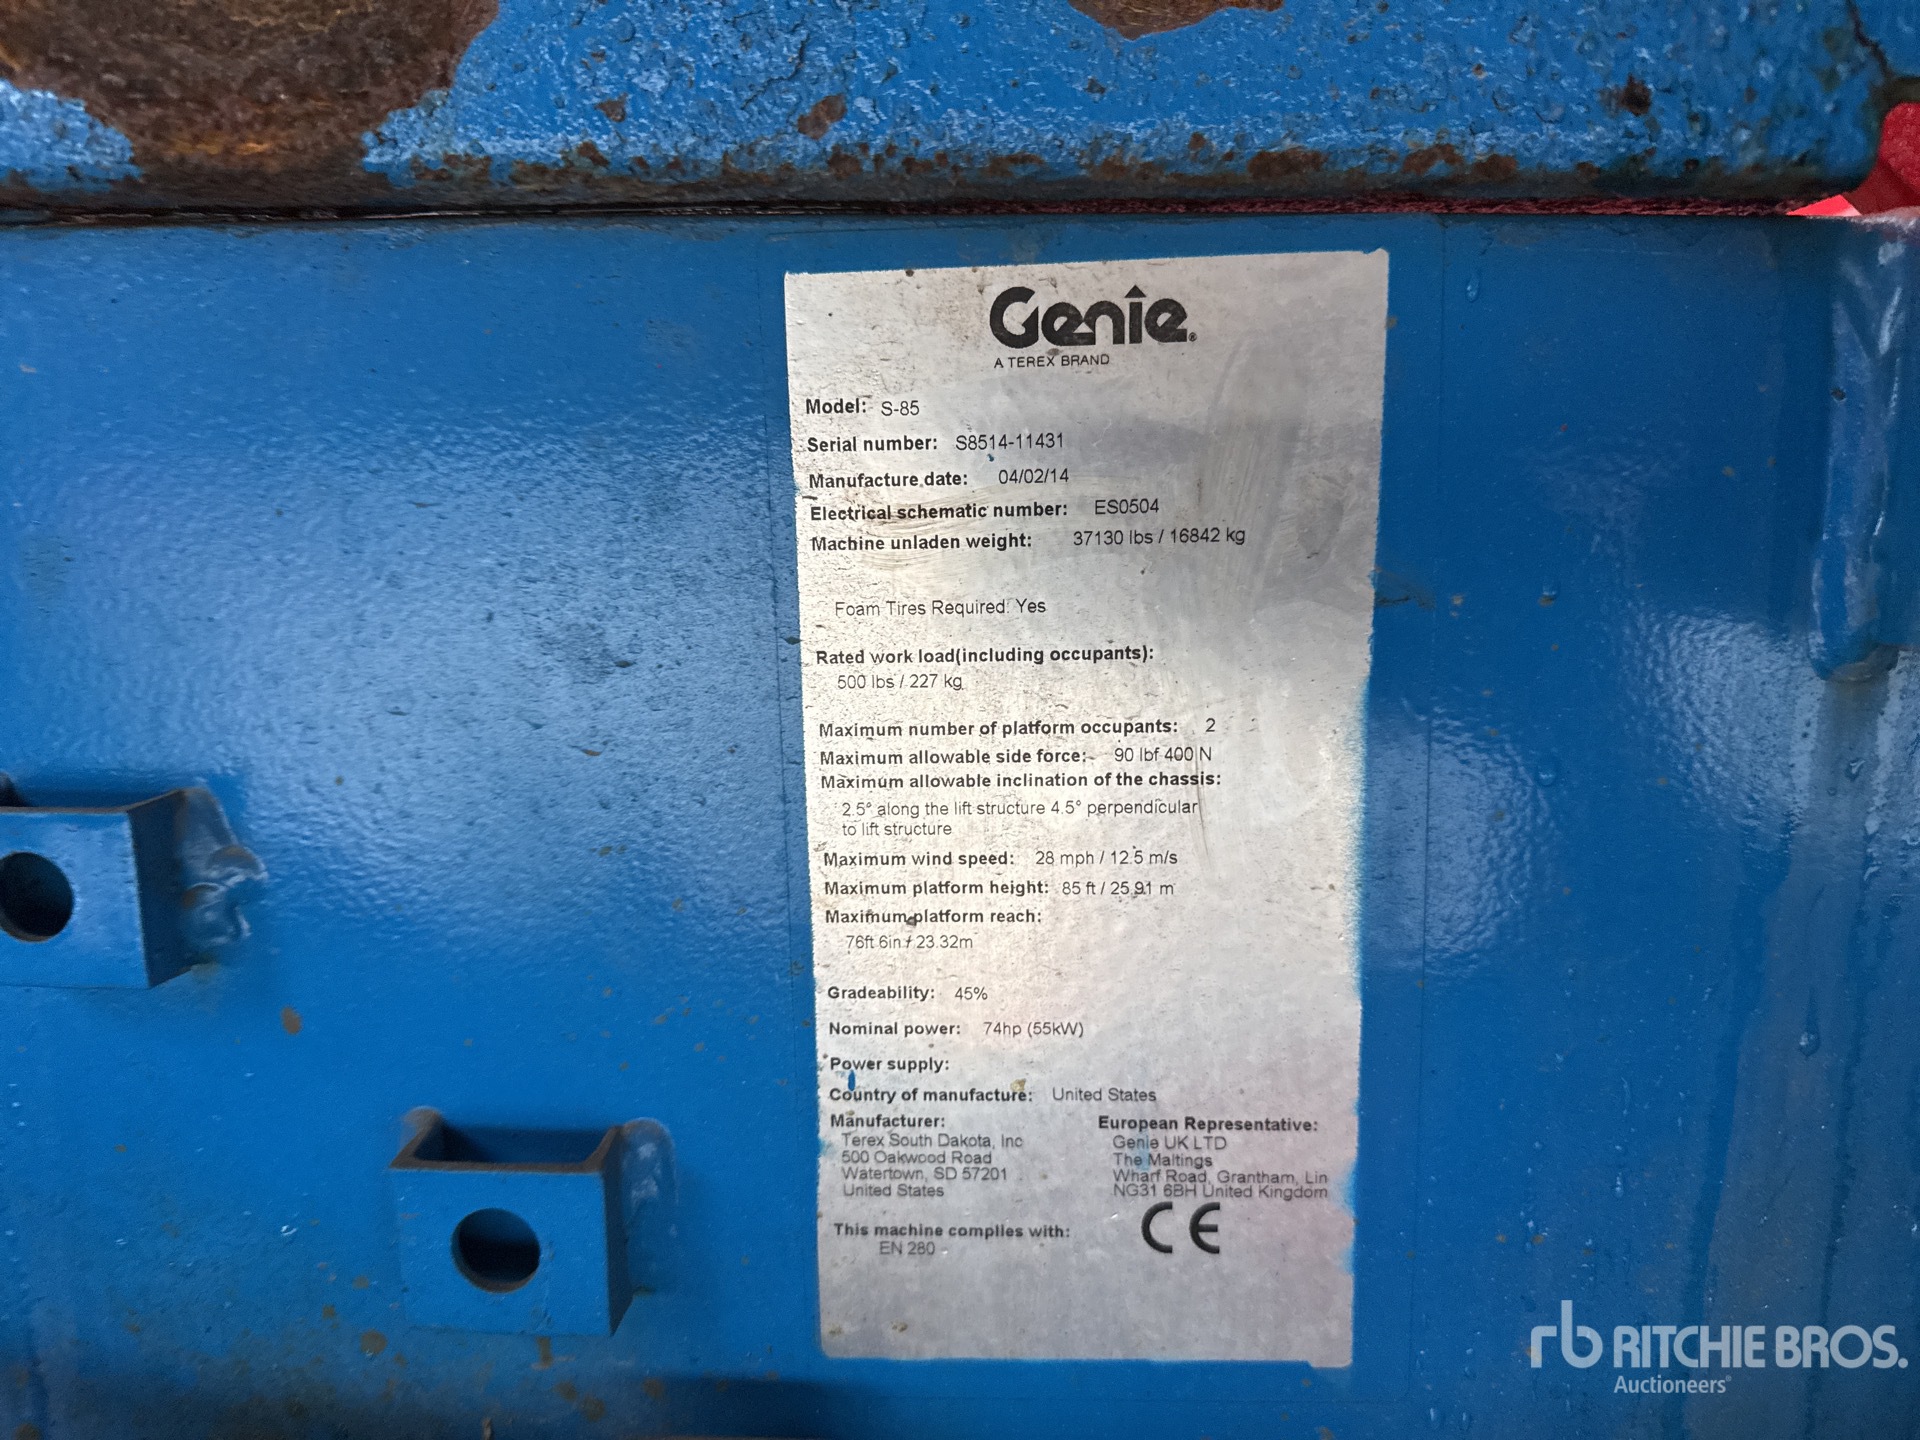 Genie®
A TEREX BRAND
Model: S-85
Serial number: S8514-11431
Manufacture date: 04/02/14
Electrical schematic number: ES0504
Machine unladen weight: 37130 lbs / 16842 kg
Foam Tires Required: Yes
Rated work load(including occupants):
500 lbs / 227 kg
Maximum number of platform occupants: 2
Maximum allowable side force: 90 lbf 400 N
Maximum allowable inclination of the chassis:
2.5° along the lift structure 4.5° perpendicular
to lift structure
Maximum wind speed: 28 mph / 12.5 m/s
Maximum platform height: 85 ft / 25.91 m
Maximum platform reach:
76ft 6in / 23.32m
Gradeability: 45%
Nominal power: 74hp (55kW)
Power supply:
Country of manufacture: United States
Manufacturer:
Terex South Dakota, Inc
500 Oakwood Road
Watertown, SD 57201
United States
European Representative:
Genie UK LTD
The Maltings
Wharf Road, Grantham, Lin
NG31 6BH United Kingdom
This machine complies with:
EN 280
CE
rb RITCHIE BROS.
Auctioneers®